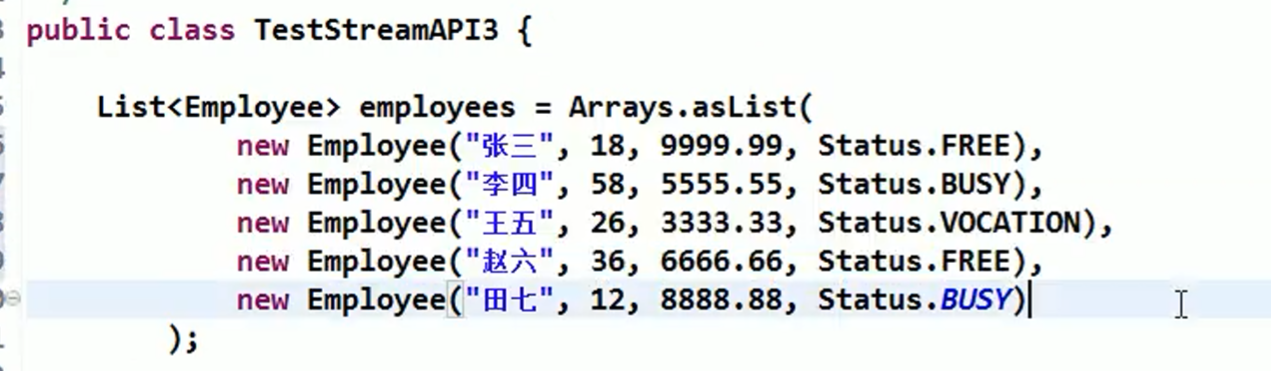 public class TestStreamAPI3 {
List<Employee> employees = Arrays.asList(
new Employee("张三", 18, 9999.99, Status.FREE),
new Employee("李四", 58, 5555.55, Status.BUSY),
new Employee("王五", 26, 3333.33, Status.VOCATION),
new Employee("赵六", 36, 6666.66, Status.FREE),
new Employee("田七", 12, 8888.88, Status.BUSY)
);